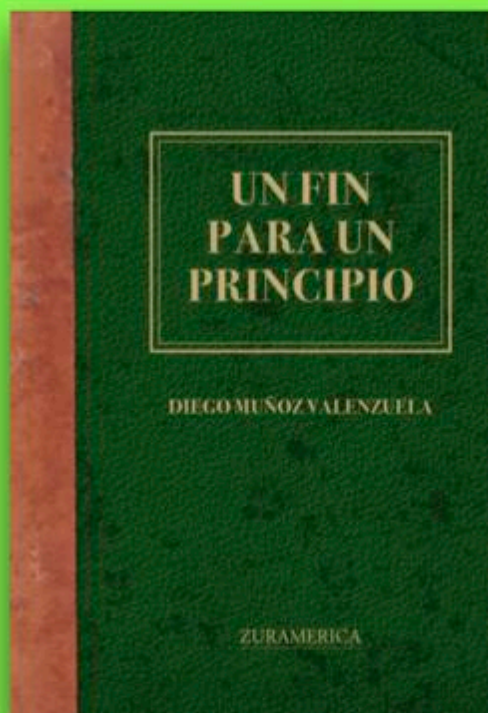 UN FIN
PARA UN
PRINCIPIO
DIEGO MUÑOZ VALENZUELA
ZURAMERICA